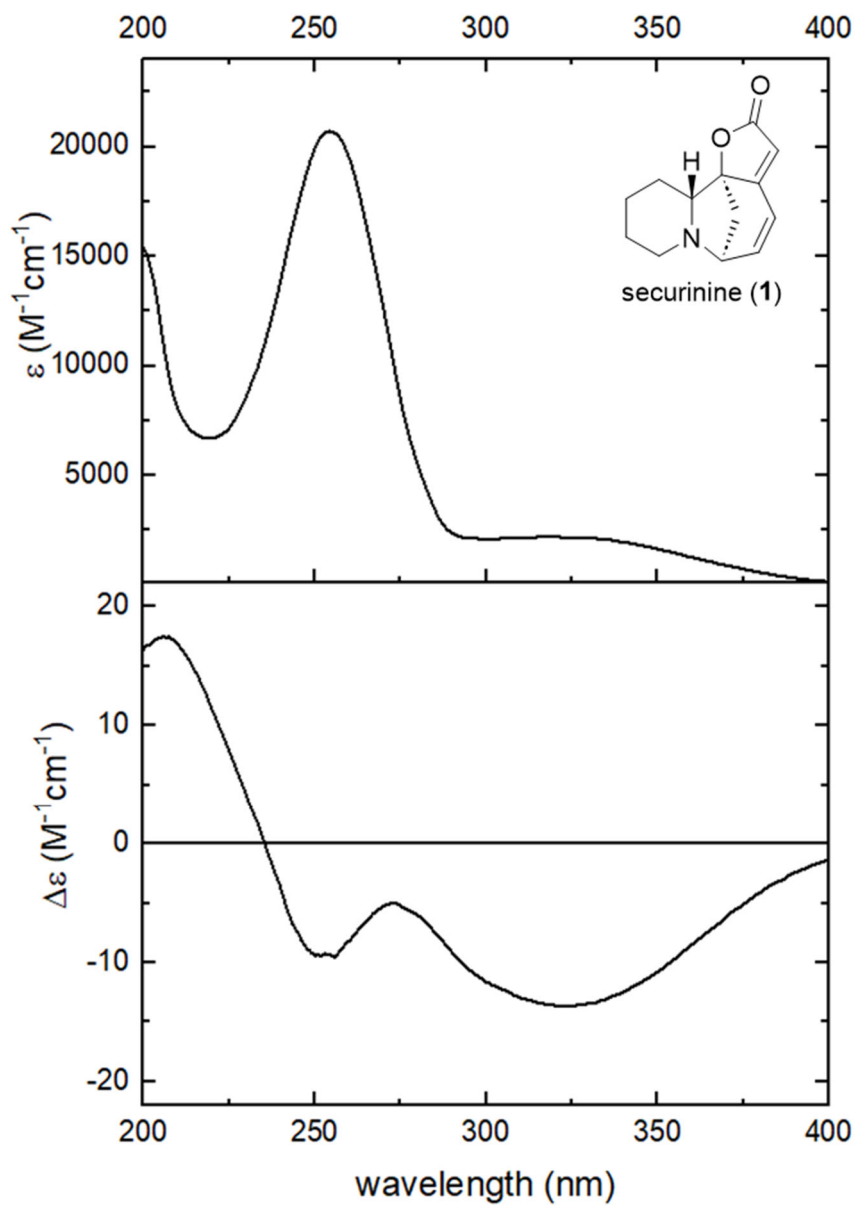 200 250 300 350 400
20000
15000
10000
5000
ε (M⁻¹cm⁻¹)
O
O
H
N
securinine (1)
20
10
0
-10
-20
Δε (M⁻¹cm⁻¹)
200 250 300 350 400
wavelength (nm)